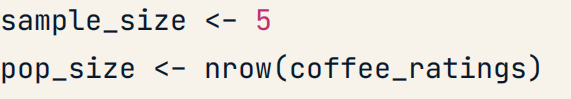 sample_size <- 5
pop_size <- nrow(coffee_ratings)